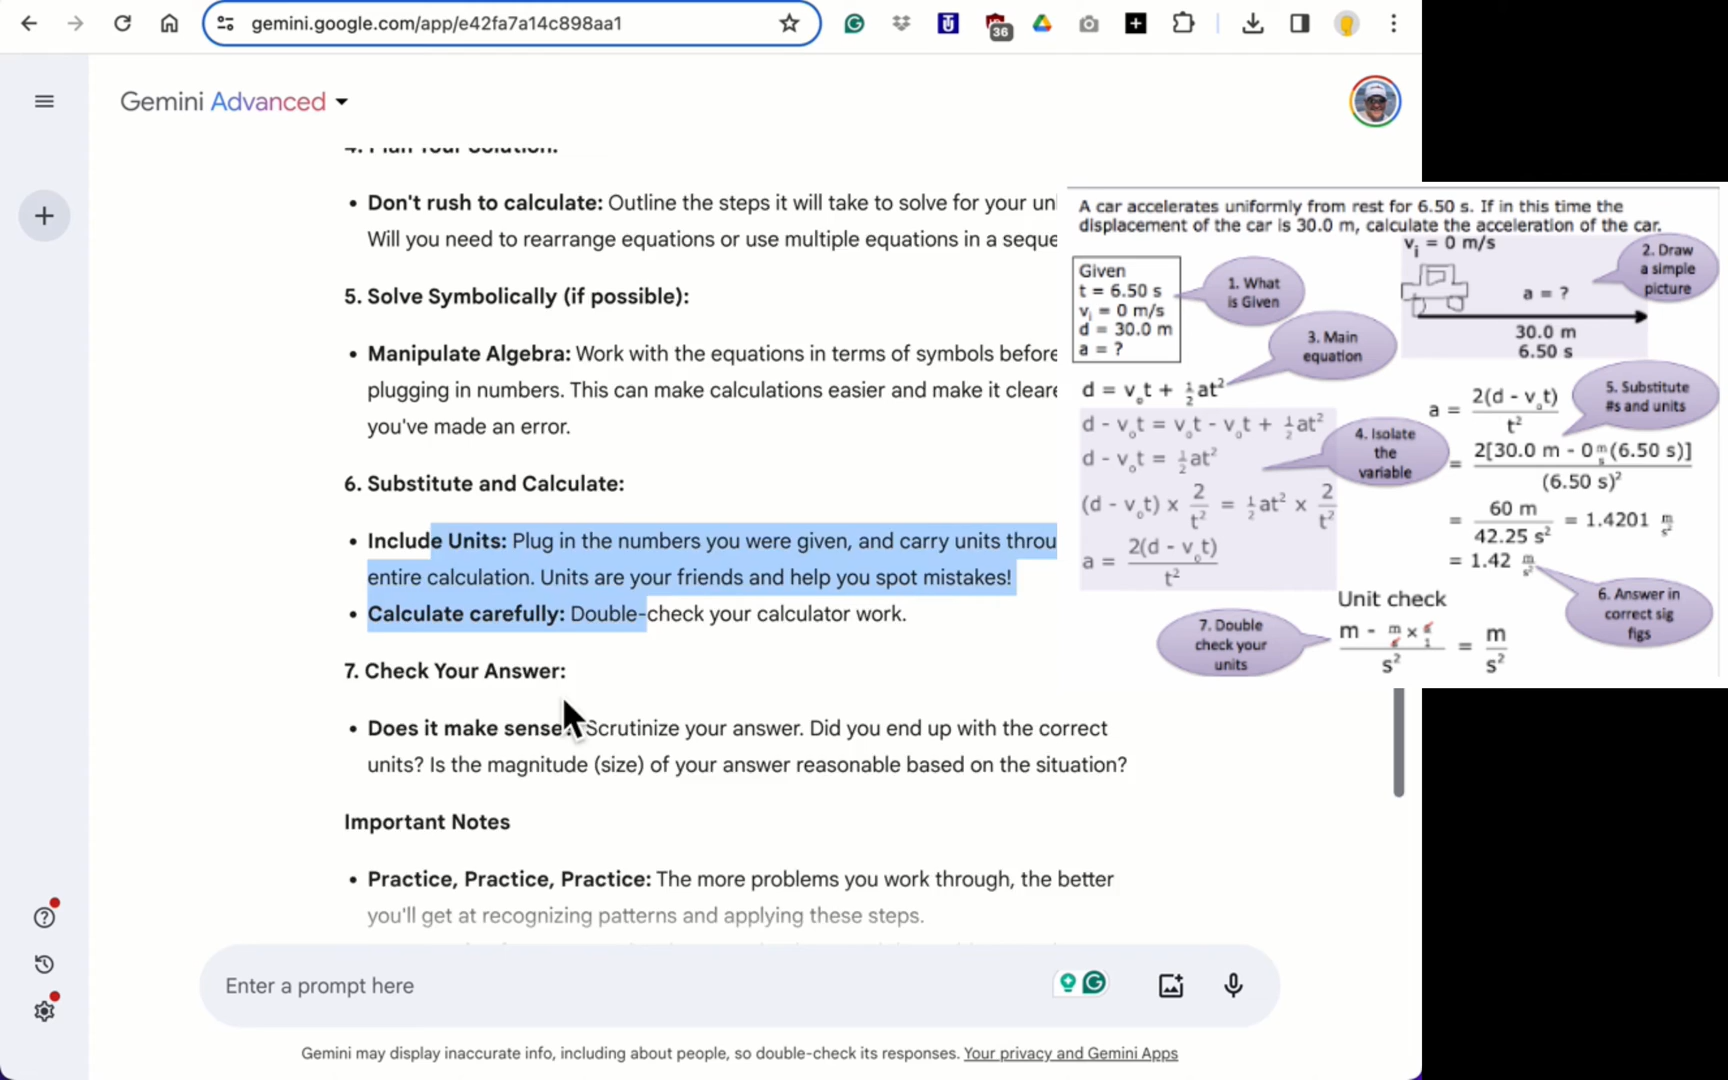 gemini.google.com/app/e42fa7a14c898aa1
36
Gemini Advanced
4. Plan Your Solution:
Don't rush to calculate: Outline the steps it will take to solve for your un
Will you need to rearrange equations or use multiple equations in a seque
5. Solve Symbolically (if possible):
Manipulate Algebra: Work with the equations in terms of symbols before
plugging in numbers. This can make calculations easier and make it cleare
you've made an error.
6. Substitute and Calculate:
Include Units: Plug in the numbers you were given, and carry units throu
entire calculation. Units are your friends and help you spot mistakes!
Calculate carefully: Double-check your calculator work.
7. Check Your Answer:
Does it make sense Scrutinize your answer. Did you end up with the correct
units? Is the magnitude (size) of your answer reasonable based on the situation?
Important Notes
Practice, Practice, Practice: The more problems you work through, the better
you'll get at recognizing patterns and applying these steps.
Enter a prompt here
Gemini may display inaccurate info, including about people, so double-check its responses. Your privacy and Gemini Apps
A car accelerates uniformly from rest for 6.50 s. If in this time the
displacement of the car is 30.0 m, calculate the acceleration of the car.
Given
t = 6.50 s
vᵢ = 0 m/s
d = 30.0 m
a = ?
1. What
is Given
vᵢ = 0 m/s
a = ?
30.0 m
6.50 s
2. Draw
a simple
picture
3. Main
equation
d = v₀t + ½at²
d - v₀t = v₀t - v₀t + ½at²
d - v₀t = ½at²
(d - v₀t) x 2/t² = ½at² x 2/t²
a = 2(d - v₀t)/t²
4. Isolate
the
variable
a = 2(d - v₀t)/t²
= 2[30.0 m - 0 m/s(6.50 s)]/(6.50 s)²
= 60 m/42.25 s² = 1.4201 m/s²
= 1.42 m/s²
5. Substitute
#s and units
6. Answer in
correct sig
figs
Unit check
m - m/s x s/1 / s² = m/s²
7. Double
check your
units